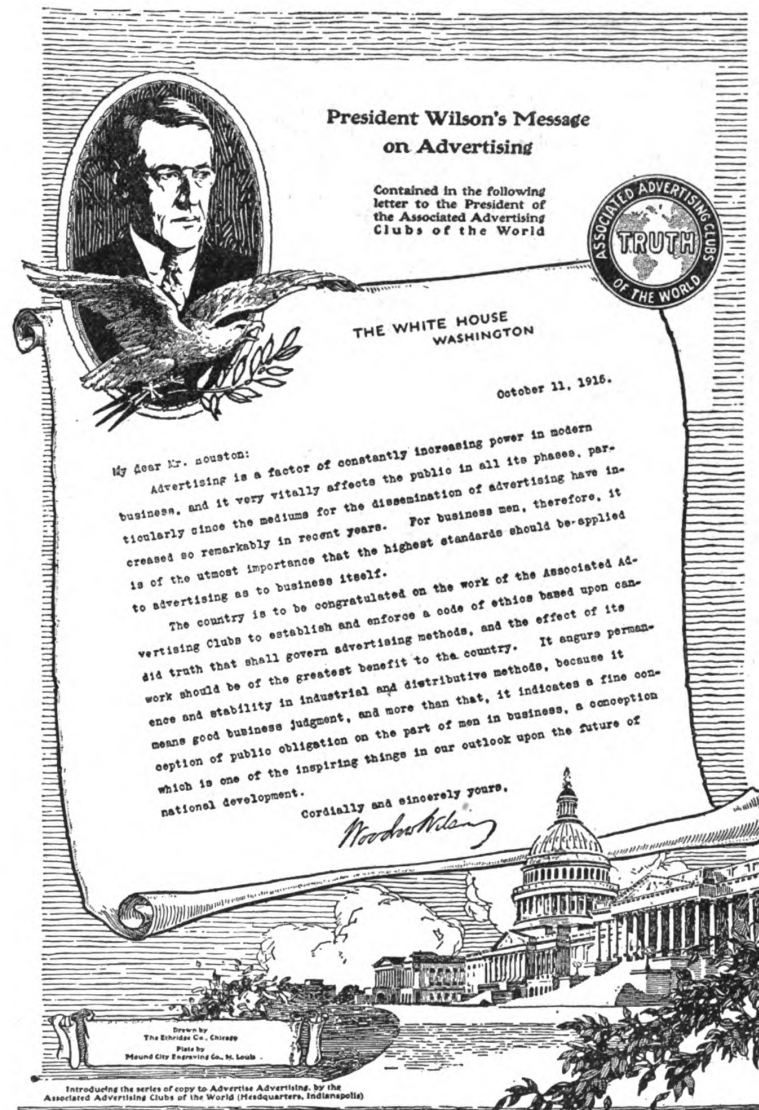 President Wilson's Message
on Advertising
Contained in the following
letter to the President of
the Associated Advertising
Clubs of the World
ASSOCIATED ADVERTISING CLUBS
TRUTH
OF THE WORLD
THE WHITE HOUSE
WASHINGTON
October 11, 1915.
My dear Mr. Houston:
Advertising is a factor of constantly increasing power in modern
business, and it very vitally affects the public in all its phases, par-
ticularly since the mediums for the dissemination of advertising have in-
creased so remarkably in recent years. For business men, therefore, it
is of the utmost importance that the highest standards should be applied
to advertising as to business itself.
The country is to be congratulated on the work of the Associated Ad-
vertising Clubs to establish and enforce a code of ethics based upon can-
did truth that shall govern advertising methods, and the effect of its
work should be of the greatest benefit to the country. It augurs perman-
ence and stability in industrial and distributive methods, because it
means good business judgment, and more than that, it indicates a fine con-
ception of public obligation on the part of men in business, a conception
which is one of the inspiring things in our outlook upon the future of
national development.
Cordially and sincerely yours,
Woodrow Wilson
Drawn by
The Ethridge Co., Chicago
Plate by
Mound City Engraving Co., St. Louis
Introducing the series of copy to Advertise Advertising, by the
Associated Advertising Clubs of the World (Headquarters, Indianapolis)